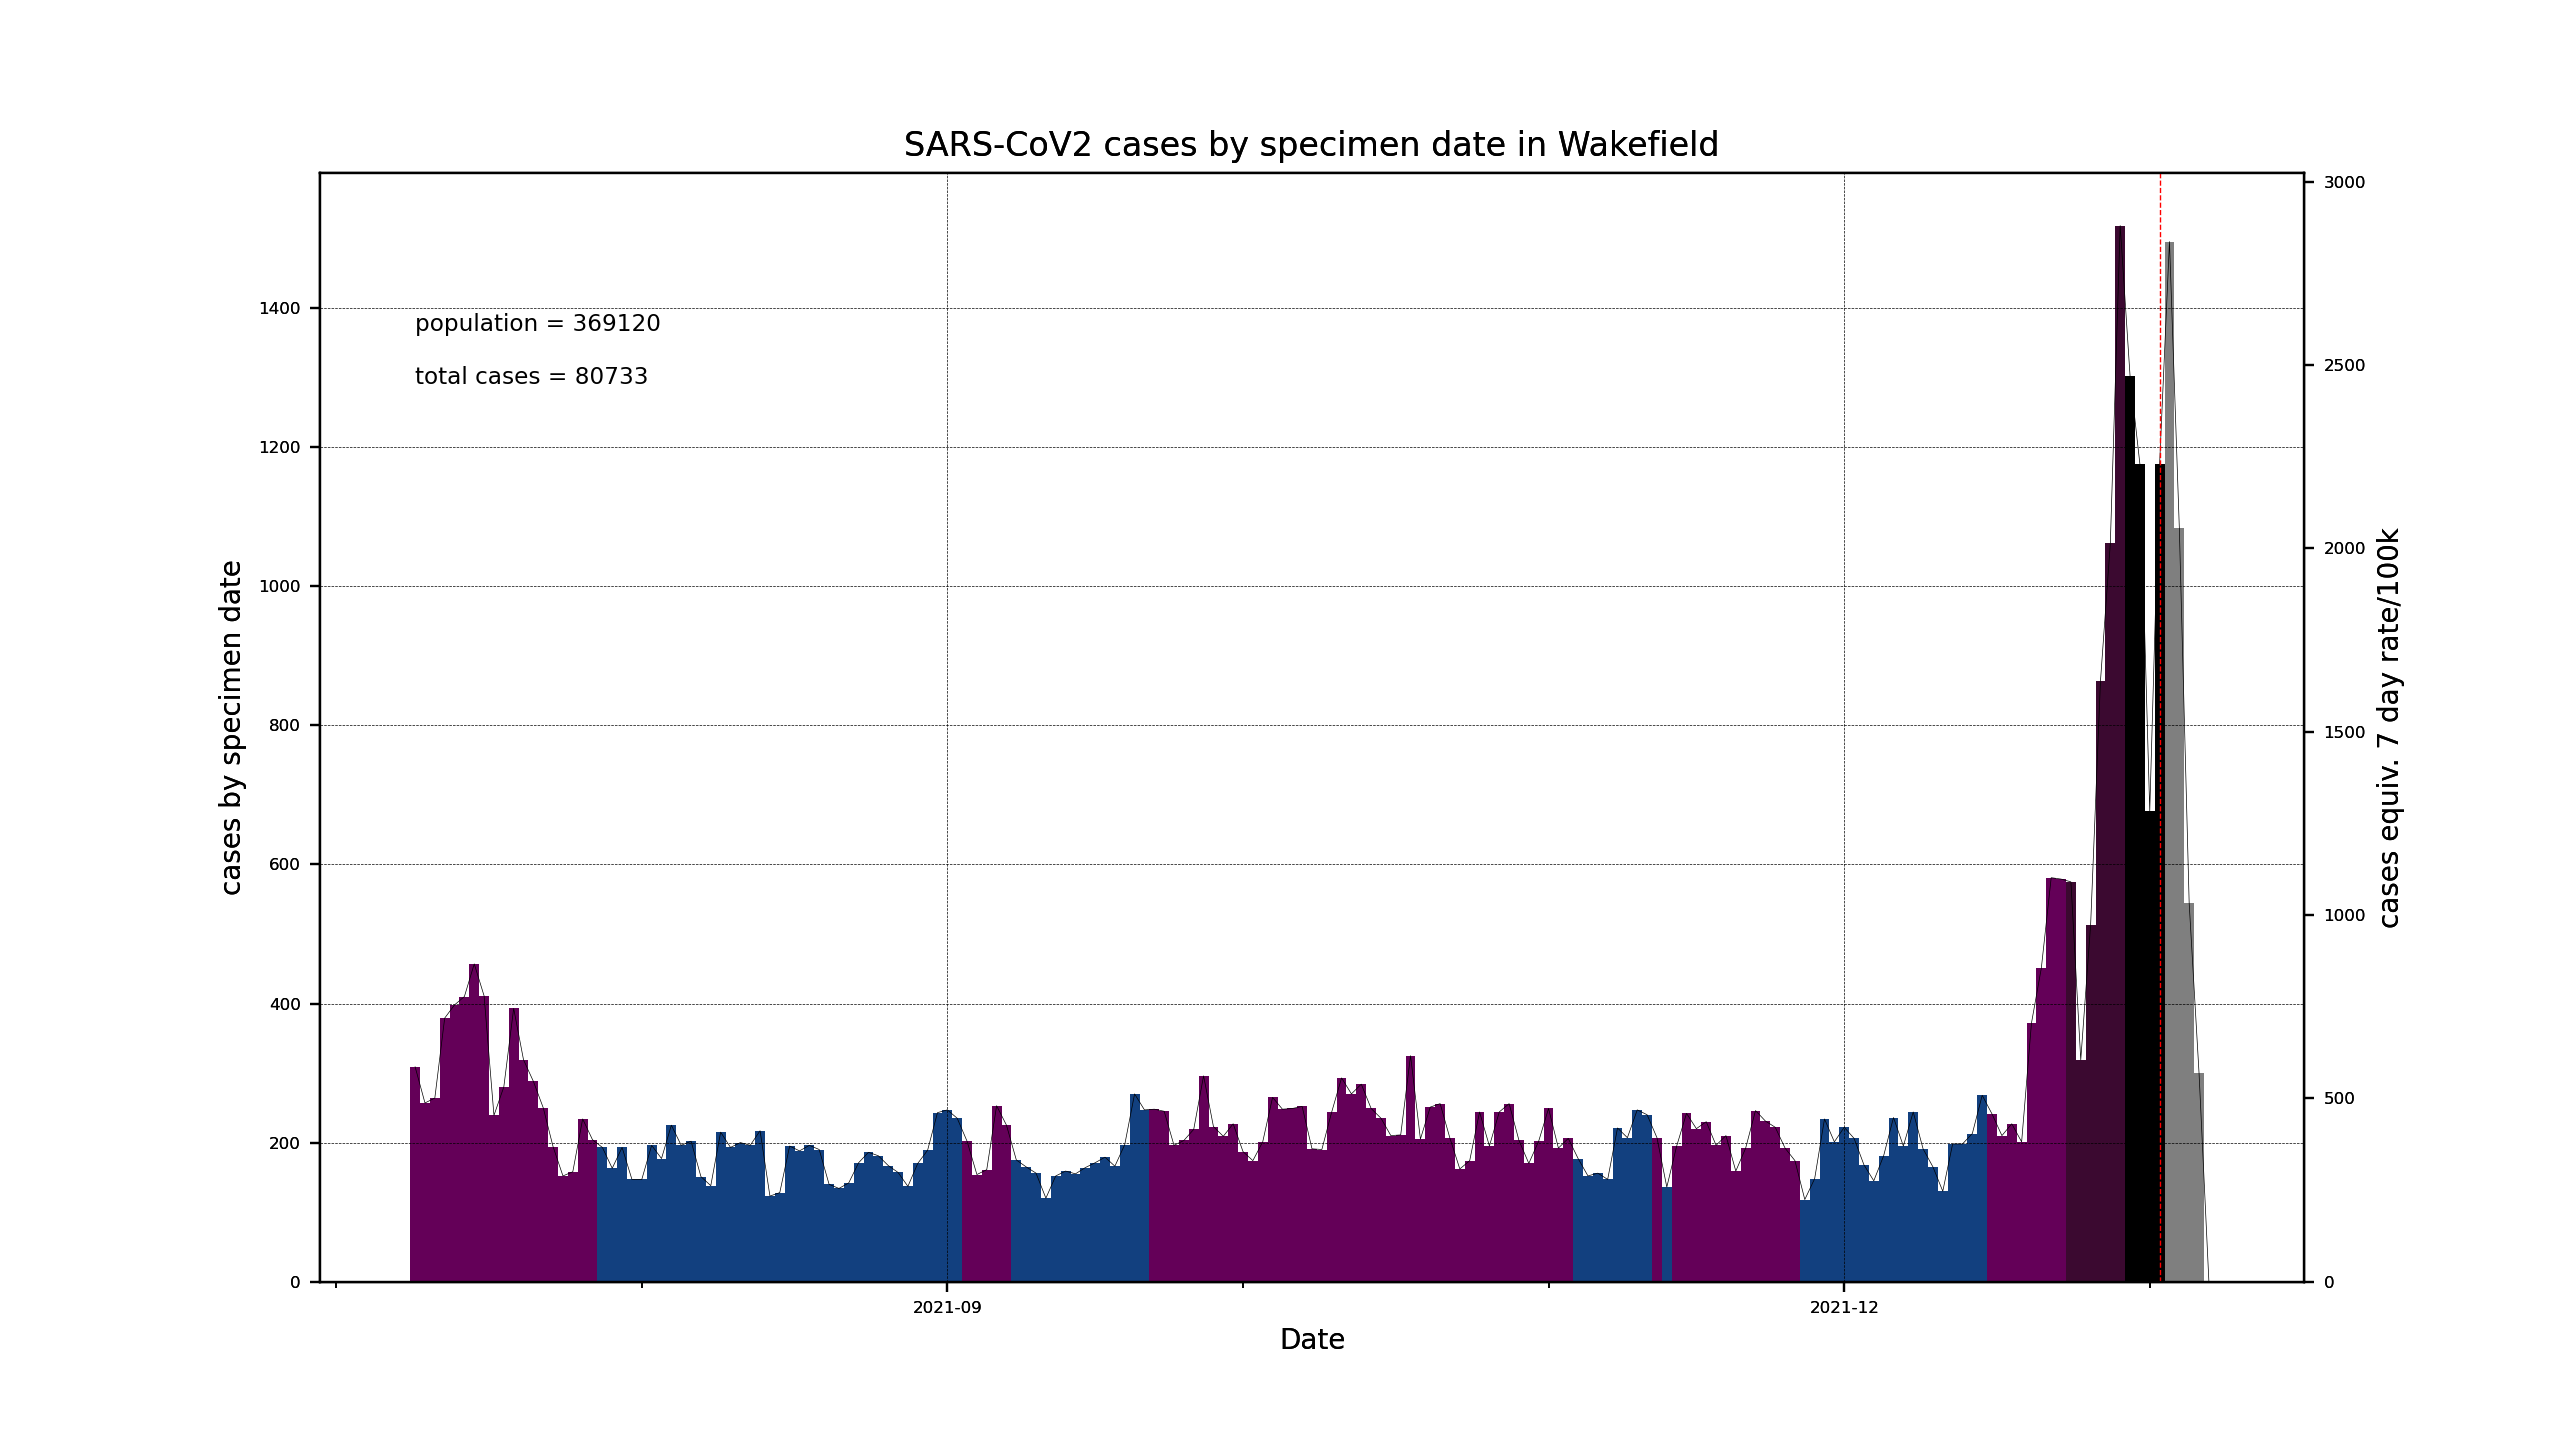 SARS-CoV2 cases by specimen date in Wakefield
population = 369120
total cases = 80733
cases by specimen date
1400
1200
1000
800
600
400
200
0
3000
2500
2000
1500
1000
500
0
cases equiv. 7 day rate/100k
2021-09
2021-12
Date